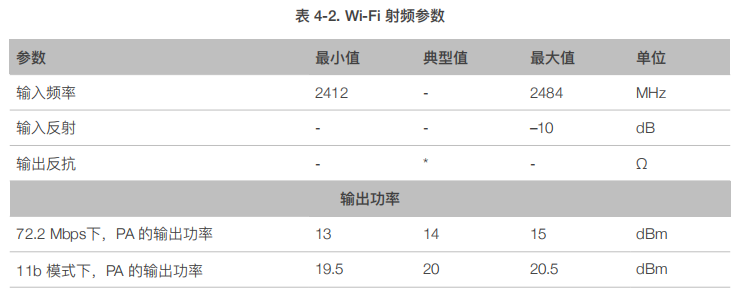 表 4-2. Wi-Fi 射频参数
参数 最小值 典型值 最大值 单位
输入频率 2412 - 2484 MHz
输入反射 - - –10 dB
输出反抗 - * - Ω
输出功率
72.2 Mbps下，PA 的输出功率 13 14 15 dBm
11b 模式下，PA 的输出功率 19.5 20 20.5 dBm